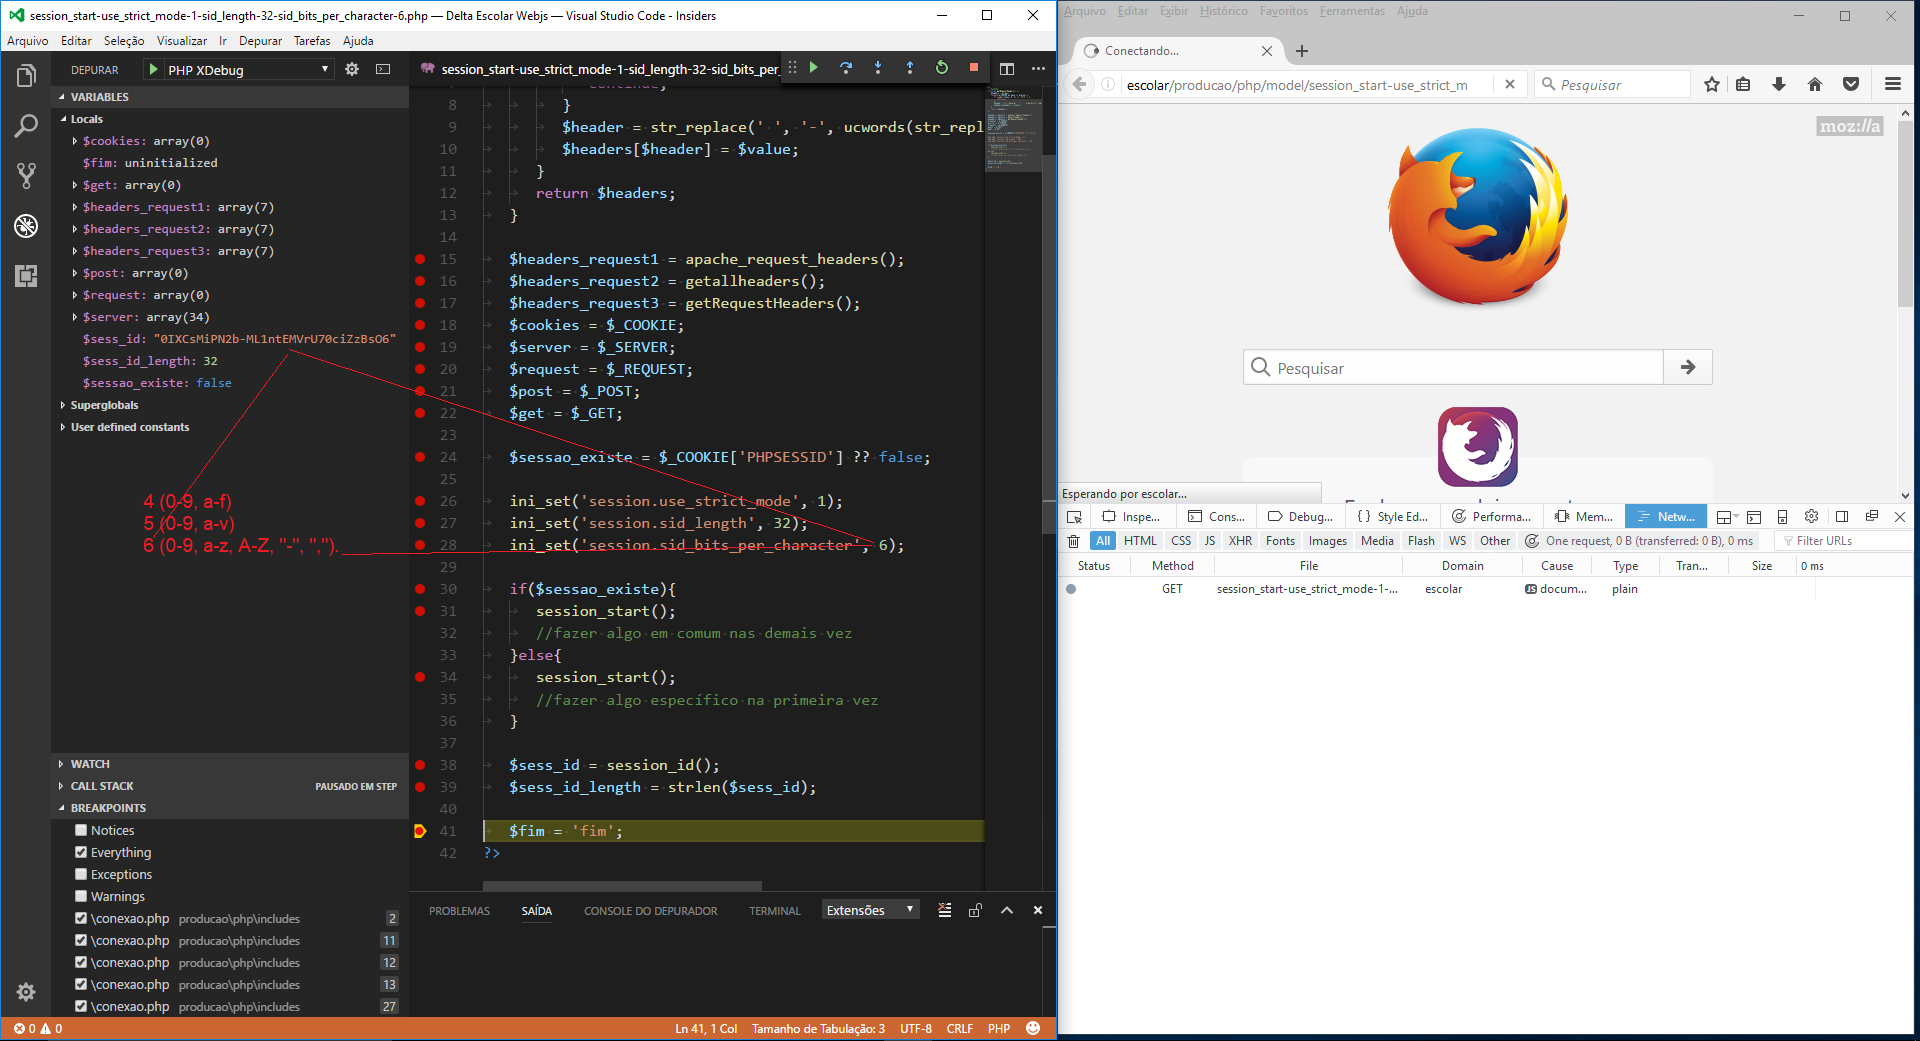 session_start-use_strict_mode-1-sid_length-32-sid_bits_per_character-6.php — Delta Escolar Webjs — Visual Studio Code - Insiders
Arquivo Editar Seleção Visualizar Ir Depurar Tarefas Ajuda
DEPURAR PHP XDebug
VARIABLES
Locals
$cookies: array(0)
$fim: uninitialized
$get: array(0)
$headers_request1: array(7)
$headers_request2: array(7)
$headers_request3: array(7)
$post: array(0)
$request: array(0)
$server: array(34)
$sess_id: "0IXCsMiPN2b-ML1ntEMVrU70ciZzBsO6"
$sess_id_length: 32
$sessao_existe: false
Superglobals
User defined constants
4 (0-9, a-f)
5 (0-9, a-v)
6 (0-9, a-z, A-Z, "-", ",").
WATCH
CALL STACK PAUSADO EM STEP
BREAKPOINTS
Notices
Everything
Exceptions
Warnings
\conexao.php producao\php\includes 2
\conexao.php producao\php\includes 11
\conexao.php producao\php\includes 12
\conexao.php producao\php\includes 13
\conexao.php producao\php\includes 27
session_start-use_strict_mode-1-sid_length-32-sid_bits_per_
8 }
9 $header = str_replace(' ', '-', ucwords(str_repl
10 $headers[$header] = $value;
11 }
12 return $headers;
13 }
14
15 $headers_request1 = apache_request_headers();
16 $headers_request2 = getallheaders();
17 $headers_request3 = getRequestHeaders();
18 $cookies = $_COOKIE;
19 $server = $_SERVER;
20 $request = $_REQUEST;
21 $post = $_POST;
22 $get = $_GET;
23
24 $sessao_existe = $_COOKIE['PHPSESSID'] ?? false;
25
26 ini_set('session.use_strict_mode', 1);
27 ini_set('session.sid_length', 32);
28 ini_set('session.sid_bits_per_character', 6);
29
30 if($sessao_existe){
31 session_start();
32 //fazer algo em comum nas demais vez
33 }else{
34 session_start();
35 //fazer algo específico na primeira vez
36 }
37
38 $sess_id = session_id();
39 $sess_id_length = strlen($sess_id);
40
41 $fim = 'fim';
42 ?>
PROBLEMAS SAÍDA CONSOLE DO DEPURADOR TERMINAL Extensões
0 0 Ln 41, 1 Col Tamanho de Tabulação: 3 UTF-8 CRLF PHP
Arquivo Editar Exibir Histórico Favoritos Ferramentas Ajuda
Conectando...
escolar/producao/php/model/session_start-use_strict_m Pesquisar
moz://a
Pesquisar
Esperando por escolar...
Inspe... Cons... Debug... Style Ed... Performa... Mem... Netw...
All HTML CSS JS XHR Fonts Images Media Flash WS Other One request, 0 B (transferred: 0 B), 0 ms Filter URLs
Status Method File Domain Cause Type Tran... Size 0 ms
GET session_start-use_strict_mode-1-... escolar JS docum... plain